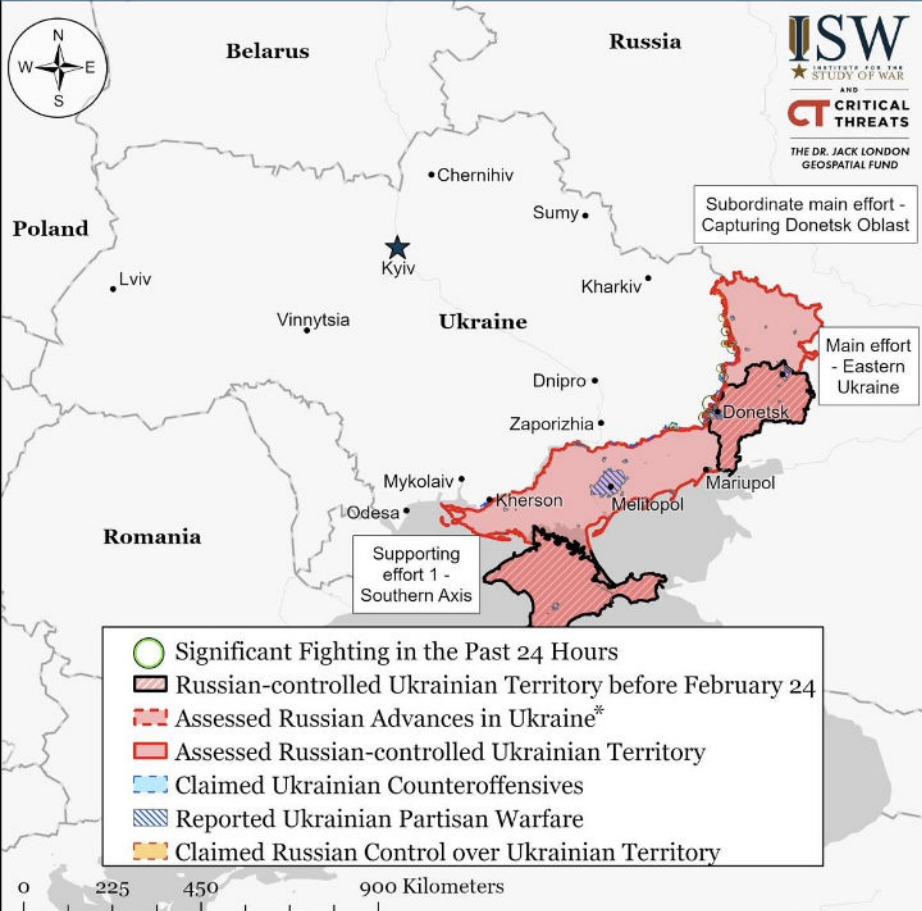 N
W
E
S
Belarus
Russia
ISW
INSTITUTE FOR THE
STUDY OF WAR
AND
CT CRITICAL
THREATS
THE DR. JACK LONDON
GEOSPATIAL FUND
Chernihiv
Subordinate main effort -
Capturing Donetsk Oblast
Sumy
Poland
Kyiv
Lviv
Kharkiv
Vinnytsia
Ukraine
Main effort
- Eastern
Ukraine
Dnipro
Donetsk
Zaporizhia
Mykolaiv
Mariupol
Kherson
Melitopol
Odesa
Romania
Supporting
effort 1 -
Southern Axis
Significant Fighting in the Past 24 Hours
Russian-controlled Ukrainian Territory before February 24
Assessed Russian Advances in Ukraine*
Assessed Russian-controlled Ukrainian Territory
Claimed Ukrainian Counteroffensives
Reported Ukrainian Partisan Warfare
Claimed Russian Control over Ukrainian Territory
0 225 450 900 Kilometers